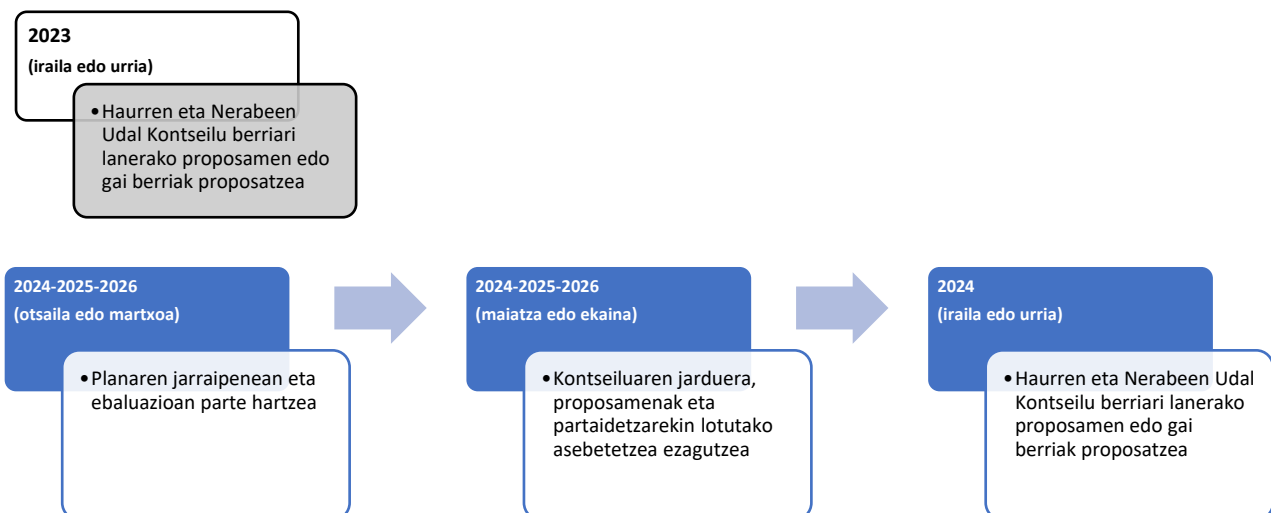 2023
(iraila edo urria)
•Haurren eta Nerabeen
Udal Kontseilu berriari
lanerako proposamen edo
gai berriak proposatzea
2024-2025-2026
(otsaila edo martxoa)
•Planaren jarraipenean eta
ebaluazioan parte hartzea
2024-2025-2026
(maiatza edo ekaina)
•Kontseiluaren jarduera,
proposamenak eta
partaidetzarekin lotutako
asebetetzea ezagutzea
2024
(iraila edo urria)
•Haurren eta Nerabeen Udal
Kontseilu berriari lanerako
proposamen edo gai
berriak proposatzea